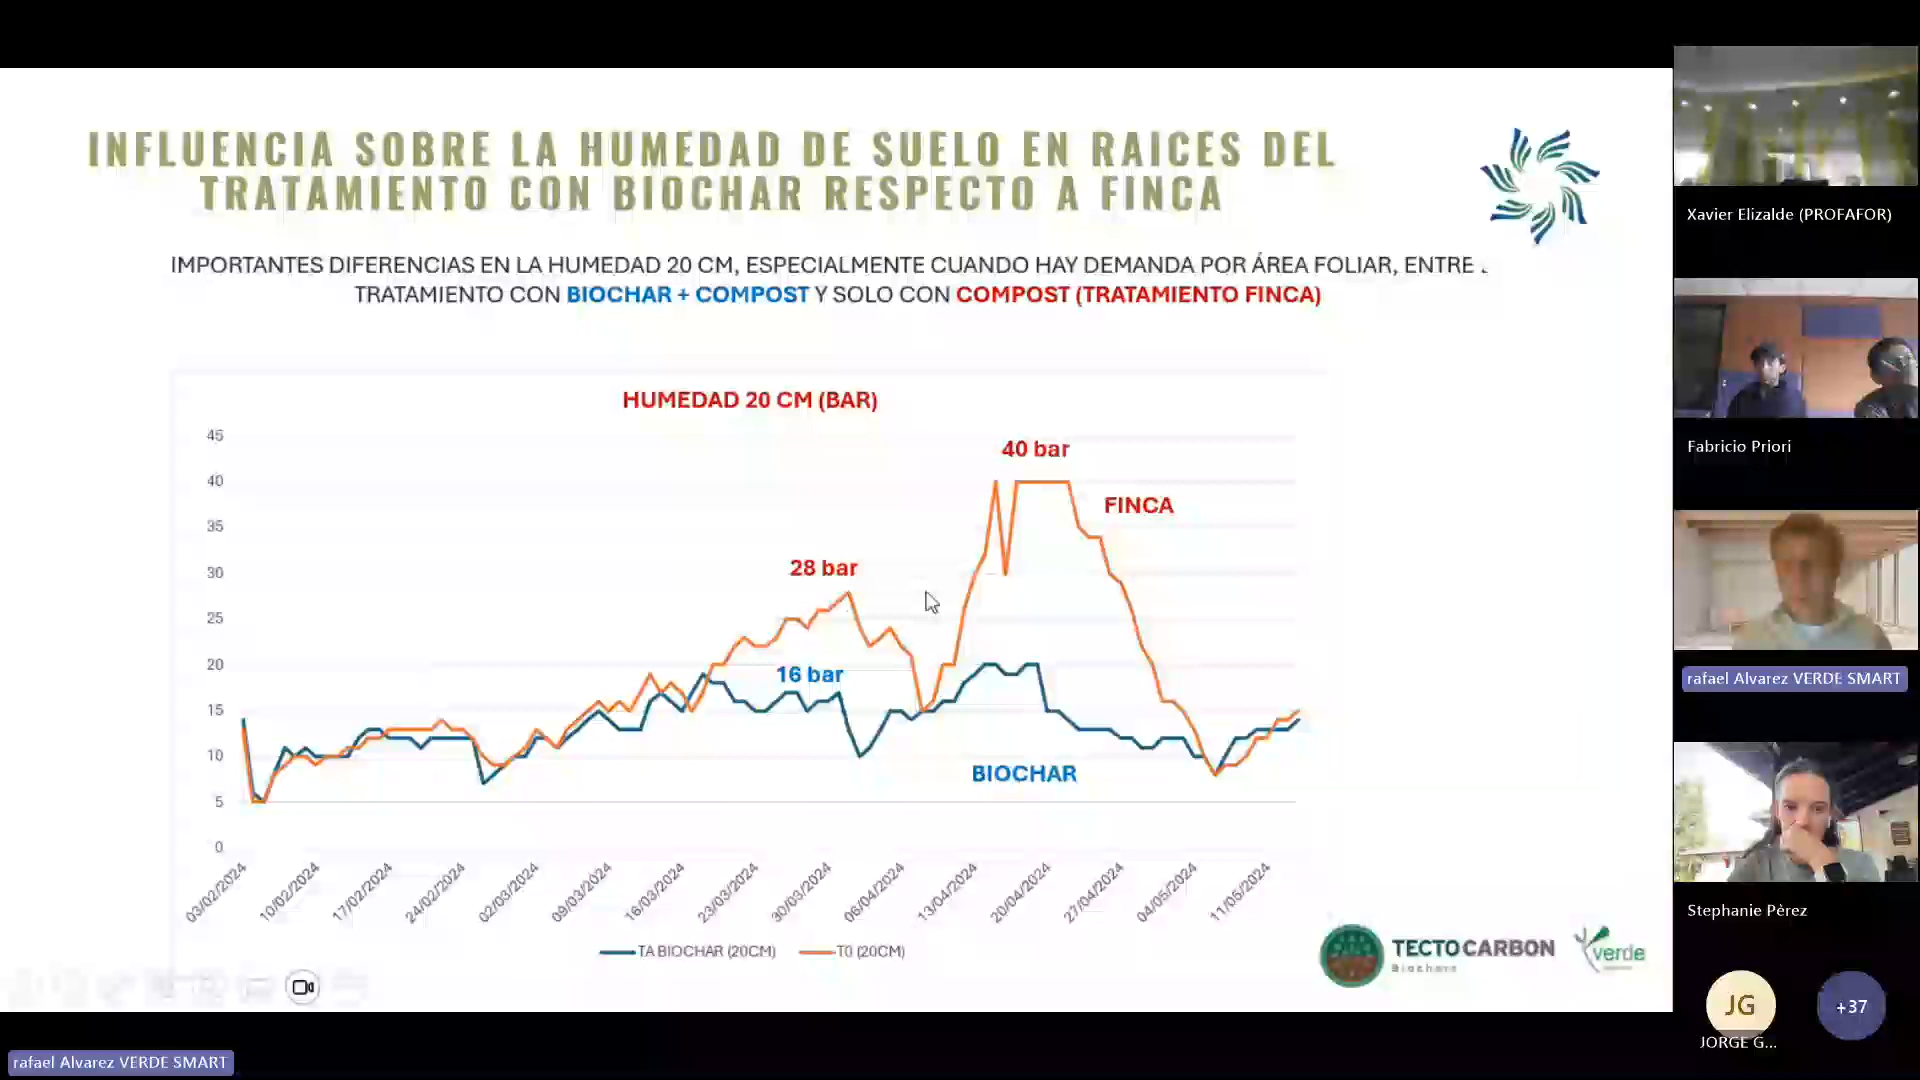 INFLUENCIA SOBRE LA HUMEDAD DE SUELO EN RAICES DEL
TRATAMIENTO CON BIOCHAR RESPECTO A FINCA
IMPORTANTES DIFERENCIAS EN LA HUMEDAD 20 CM, ESPECIALMENTE CUANDO HAY DEMANDA POR ÁREA FOLIAR, ENTRE
TRATAMIENTO CON BIOCHAR + COMPOST Y SOLO CON COMPOST (TRATAMIENTO FINCA)
HUMEDAD 20 CM (BAR)
45
40
35
30
25
20
15
10
5
0
40 bar
FINCA
28 bar
16 bar
BIOCHAR
03/02/2024
10/02/2024
17/02/2024
24/02/2024
02/03/2024
09/03/2024
16/03/2024
23/03/2024
30/03/2024
06/04/2024
13/04/2024
20/04/2024
27/04/2024
04/05/2024
11/05/2024
TA BIOCHAR (20CM)
T0 (20CM)
TECTOCARBON
Biochars
verde
Xavier Elizalde (PROFAFOR)
Fabricio Priori
rafael Alvarez VERDE SMART
Stephanie Pèrez
JG
JORGE G...
+37
rafael Alvarez VERDE SMART